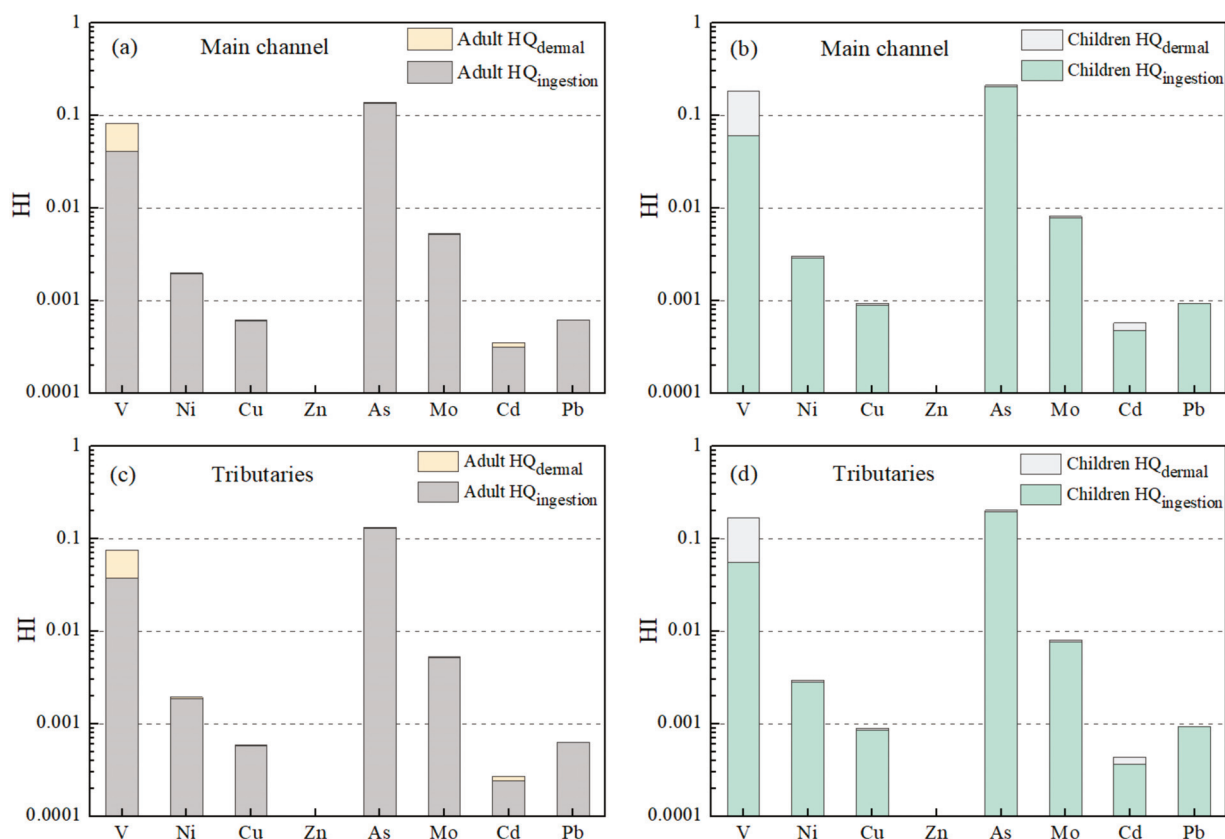 (a) Main channel
Adult HQdermal
Adult HQingestion
HI
1
0.1
0.01
0.001
0.0001
V Ni Cu Zn As Mo Cd Pb
(b) Main channel
Children HQdermal
Children HQingestion
HI
1
0.1
0.01
0.001
0.0001
V Ni Cu Zn As Mo Cd Pb
(c) Tributaries
Adult HQdermal
Adult HQingestion
HI
1
0.1
0.01
0.001
0.0001
V Ni Cu Zn As Mo Cd Pb
(d) Tributaries
Children HQdermal
Children HQingestion
HI
1
0.1
0.01
0.001
0.0001
V Ni Cu Zn As Mo Cd Pb